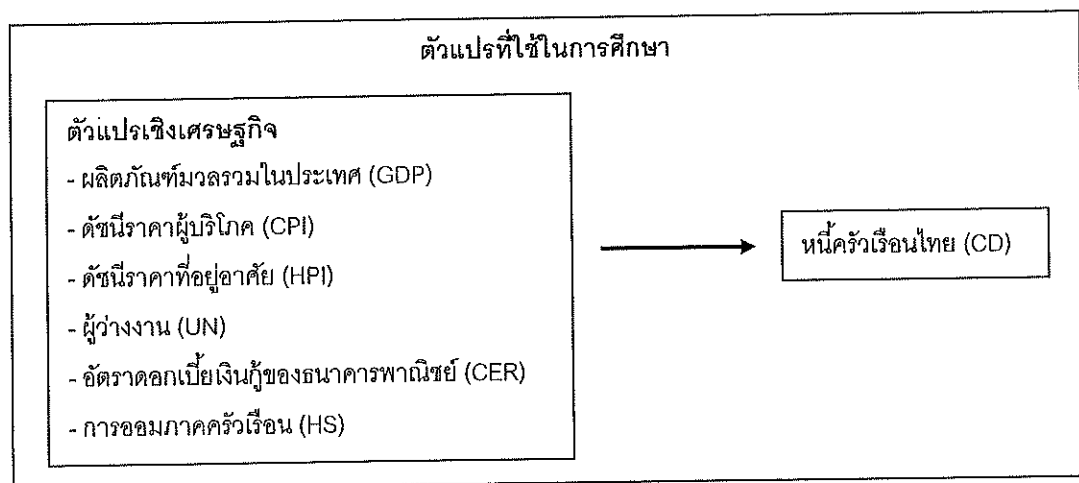 ตัวแปรที่ใช้ในการศึกษา
ตัวแปรเชิงเศรษฐกิจ
- ผลิตภัณฑ์มวลรวมในประเทศ (GDP)
- ดัชนีราคาผู้บริโภค (CPI)
- ดัชนีราคาที่อยู่อาศัย (HPI)
- ผู้ว่างงาน (UN)
- อัตราดอกเบี้ยเงินกู้ของธนาคารพาณิชย์ (CER)
- การออมภาคครัวเรือน (HS)
หนี้ครัวเรือนไทย (CD)